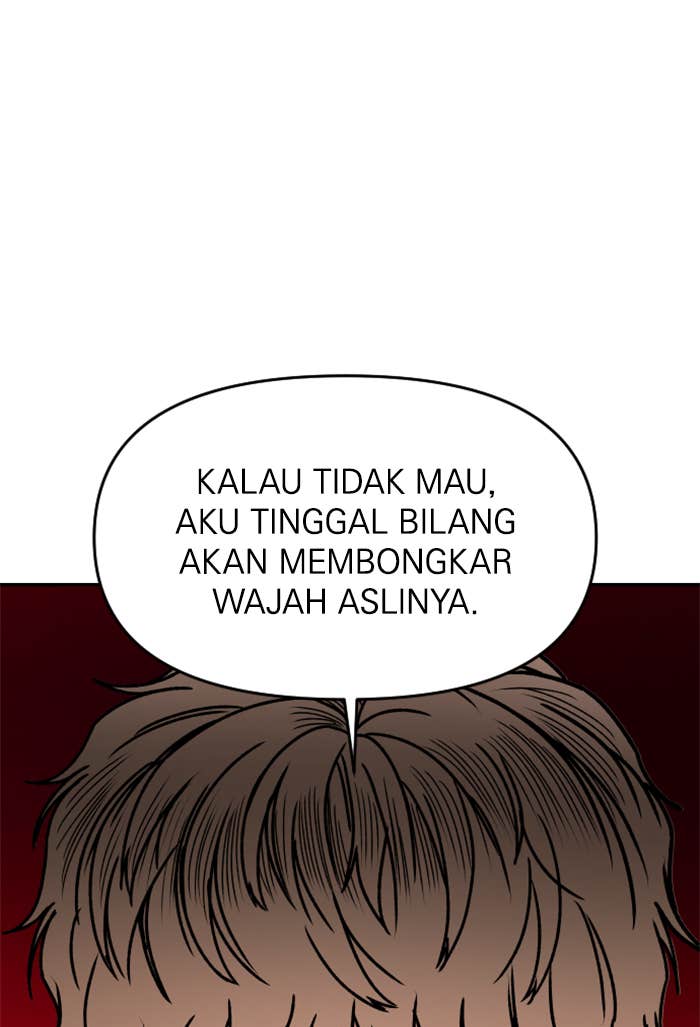 KALAU TIDAK MAU,
AKU TINGGAL BILANG
AKAN MEMBONGKAR
WAJAH ASLINYA.